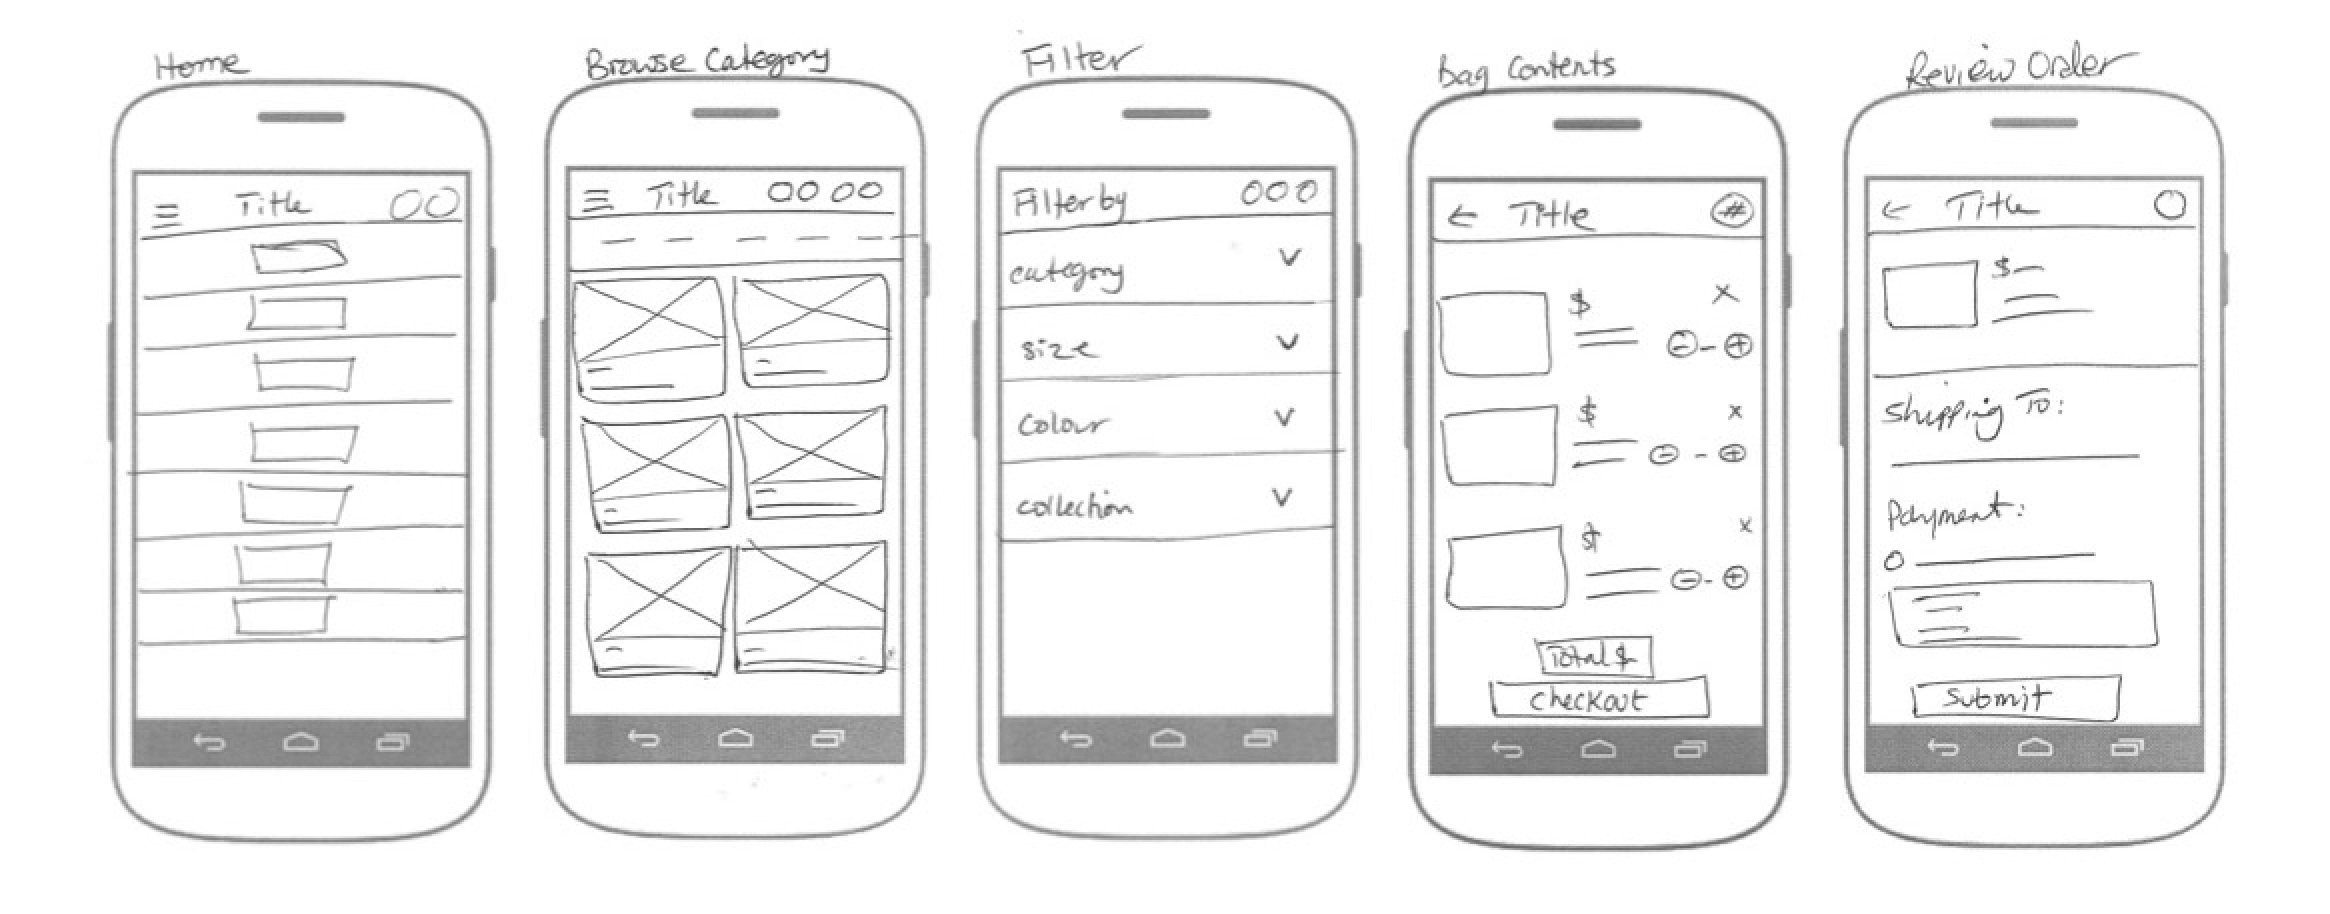 Home
Title
Browse Category
Title
Filter
Filter by
category
size
colour
collection
Bag Contents
Title #
$ x
- - +
$ x
- - +
$ x
- - +
Total $
Checkout
Review Order
Title
$
Shipping To:
Payment:
Submit